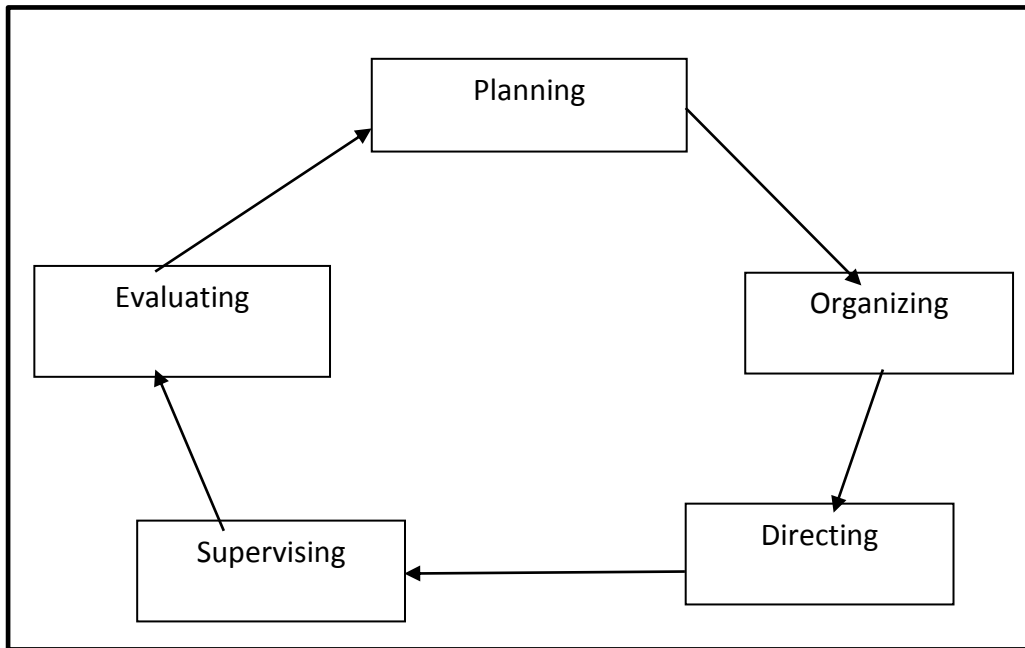 Planning
Evaluating
Organizing
Directing
Supervising